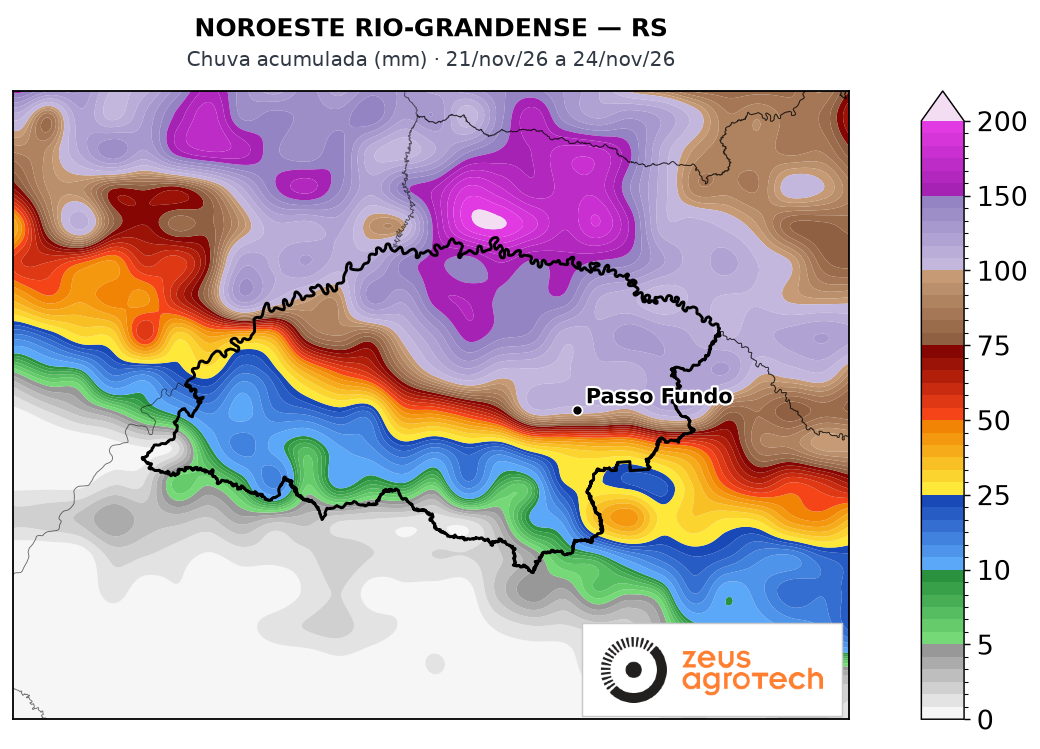 NOROESTE RIO-GRANDENSE — RS
Chuva acumulada (mm) · 21/nov/26 a 24/nov/26
200
150
100
75
50
25
10
5
0
Passo Fundo
zeus
agrotech